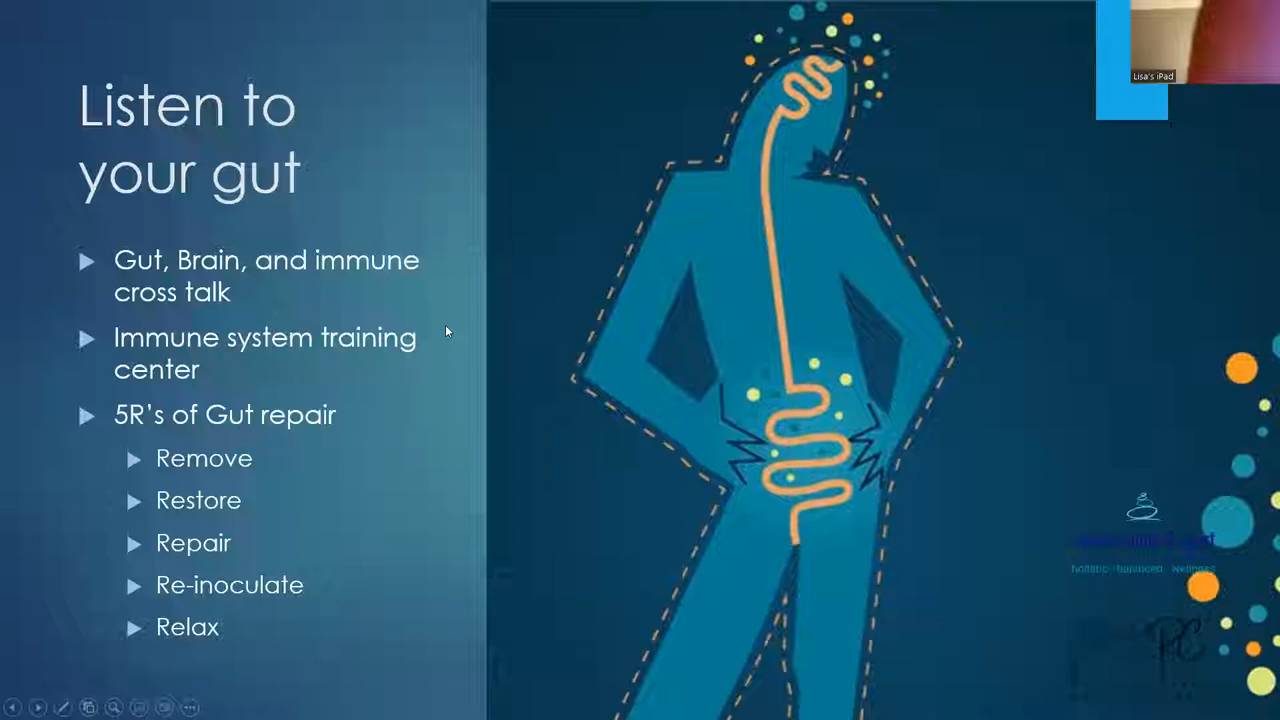 Listen to
your gut
Gut, Brain, and immune
cross talk
Immune system training
center
5R's of Gut repair
Remove
Restore
Repair
Re-inoculate
Relax
Lisa's iPad
holistic balanced wellness
PC